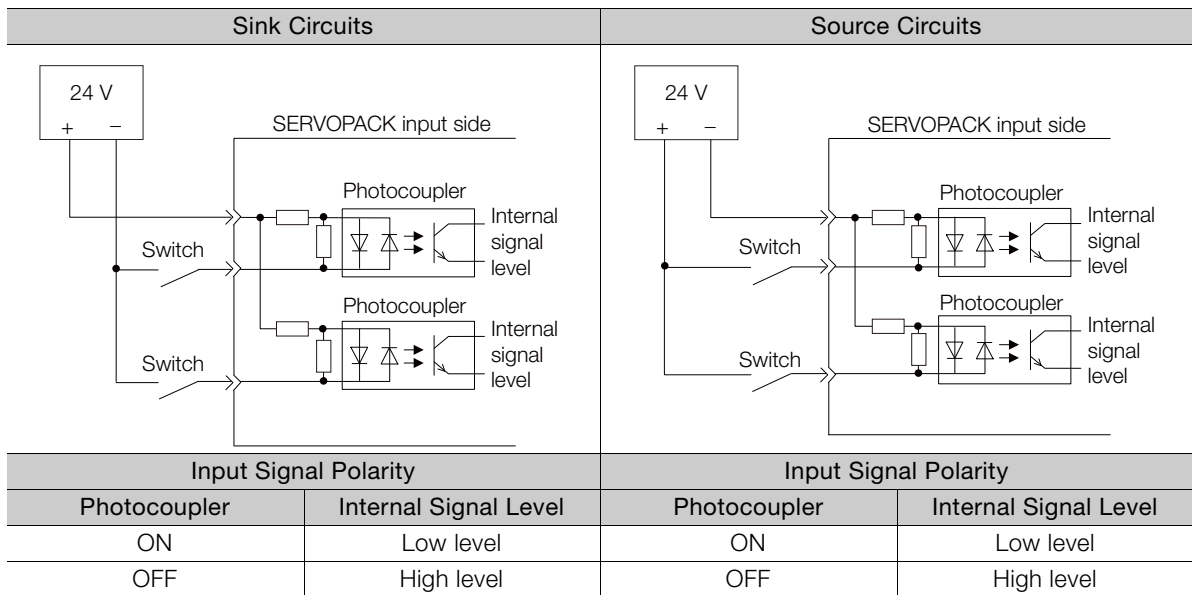 Sink Circuits
Source Circuits
24 V
+ −
SERVOPACK input side
Photocoupler
Switch
Internal
signal
level
Photocoupler
Switch
Internal
signal
level
24 V
+ −
SERVOPACK input side
Photocoupler
Switch
Internal
signal
level
Photocoupler
Switch
Internal
signal
level
Input Signal Polarity
Input Signal Polarity
Photocoupler Internal Signal Level Photocoupler Internal Signal Level
ON Low level ON Low level
OFF High level OFF High level